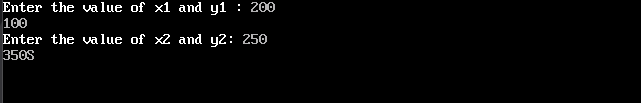 Enter the value of x1 and y1 : 200
100
Enter the value of x2 and y2: 250
350S